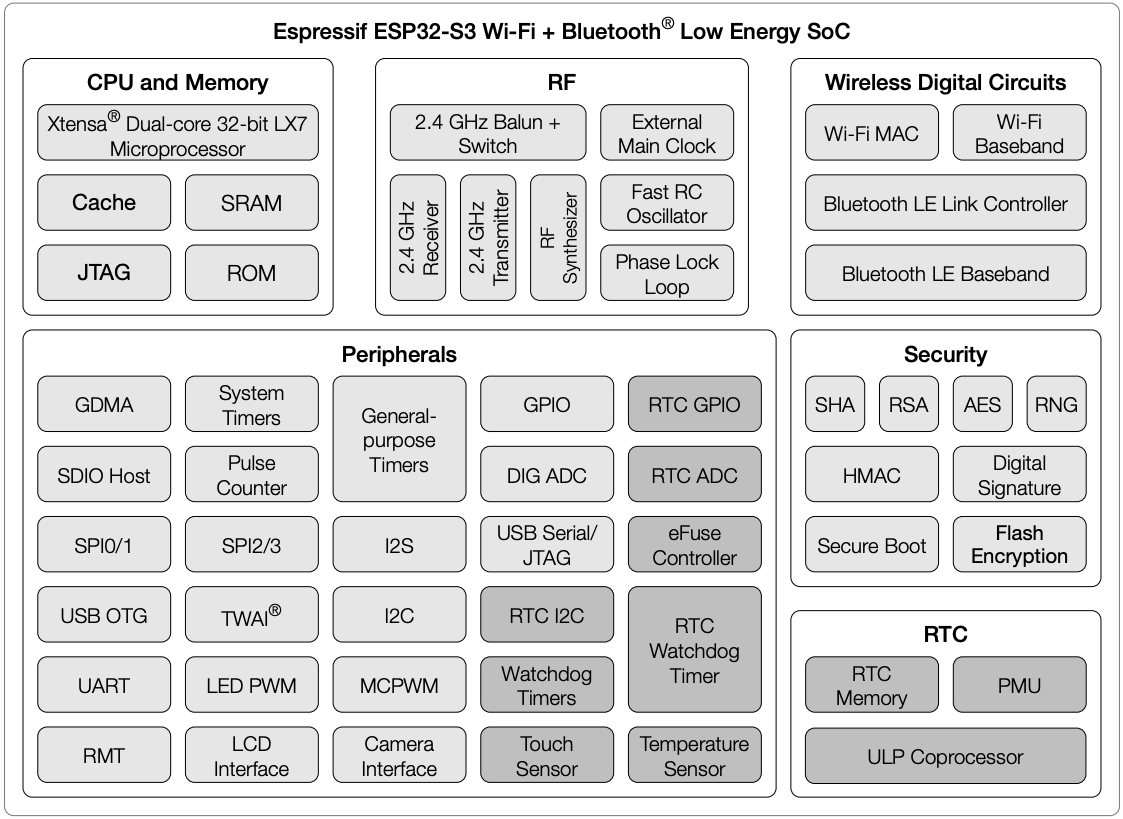 Espressif ESP32-S3 Wi-Fi + Bluetooth® Low Energy SoC
CPU and Memory
Xtensa® Dual-core 32-bit LX7
Microprocessor
Cache
SRAM
JTAG
ROM
RF
2.4 GHz Balun +
Switch
External
Main Clock
2.4 GHz
Receiver
2.4 GHz
Transmitter
RF
Synthesizer
Fast RC
Oscillator
Phase Lock
Loop
Wireless Digital Circuits
Wi-Fi MAC
Wi-Fi
Baseband
Bluetooth LE Link Controller
Bluetooth LE Baseband
Peripherals
GDMA
System
Timers
General-
purpose
Timers
GPIO
RTC GPIO
SDIO Host
Pulse
Counter
DIG ADC
RTC ADC
SPI0/1
SPI2/3
I2S
USB Serial/
JTAG
eFuse
Controller
USB OTG
TWAI®
I2C
RTC I2C
RTC
Watchdog
Timer
UART
LED PWM
MCPWM
Watchdog
Timers
RMT
LCD
Interface
Camera
Interface
Touch
Sensor
Temperature
Sensor
Security
SHA
RSA
AES
RNG
HMAC
Digital
Signature
Secure Boot
Flash
Encryption
RTC
RTC
Memory
PMU
ULP Coprocessor